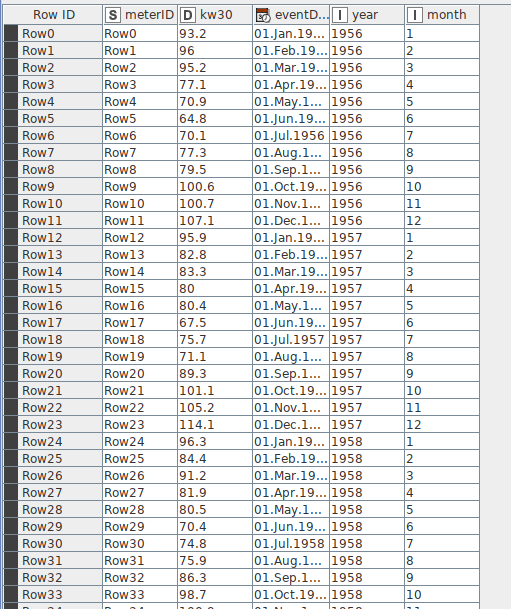 Row ID S meterID D kw30 eventD... I year I month
Row0 Row0 93.2 01.Jan.19... 1956 1
Row1 Row1 96 01.Feb.19... 1956 2
Row2 Row2 95.2 01.Mar.19... 1956 3
Row3 Row3 77.1 01.Apr.19... 1956 4
Row4 Row4 70.9 01.May.1... 1956 5
Row5 Row5 64.8 01.Jun.19... 1956 6
Row6 Row6 70.1 01.Jul.1956 1956 7
Row7 Row7 77.3 01.Aug.1... 1956 8
Row8 Row8 79.5 01.Sep.1... 1956 9
Row9 Row9 100.6 01.Oct.19... 1956 10
Row10 Row10 100.7 01.Nov.1... 1956 11
Row11 Row11 107.1 01.Dec.1... 1956 12
Row12 Row12 95.9 01.Jan.19... 1957 1
Row13 Row13 82.8 01.Feb.19... 1957 2
Row14 Row14 83.3 01.Mar.19... 1957 3
Row15 Row15 80 01.Apr.19... 1957 4
Row16 Row16 80.4 01.May.1... 1957 5
Row17 Row17 67.5 01.Jun.19... 1957 6
Row18 Row18 75.7 01.Jul.1957 1957 7
Row19 Row19 71.1 01.Aug.1... 1957 8
Row20 Row20 89.3 01.Sep.1... 1957 9
Row21 Row21 101.1 01.Oct.19... 1957 10
Row22 Row22 105.2 01.Nov.1... 1957 11
Row23 Row23 114.1 01.Dec.1... 1957 12
Row24 Row24 96.3 01.Jan.19... 1958 1
Row25 Row25 84.4 01.Feb.19... 1958 2
Row26 Row26 91.2 01.Mar.19... 1958 3
Row27 Row27 81.9 01.Apr.19... 1958 4
Row28 Row28 80.5 01.May.1... 1958 5
Row29 Row29 70.4 01.Jun.19... 1958 6
Row30 Row30 74.8 01.Jul.1958 1958 7
Row31 Row31 75.9 01.Aug.1... 1958 8
Row32 Row32 86.3 01.Sep.1... 1958 9
Row33 Row33 98.7 01.Oct.19... 1958 10